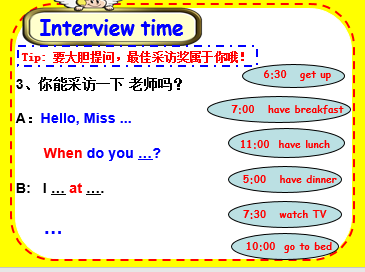 Interview time
Tip: 要大胆提问，最佳采访奖属于你哦！
3、你能采访一下 老师吗？
A：Hello, Miss ...
When do you ...?
B: I ... at ....
...
6:30 get up
7:00 have breakfast
11:00 have lunch
5:00 have dinner
7:30 watch TV
10:00 go to bed